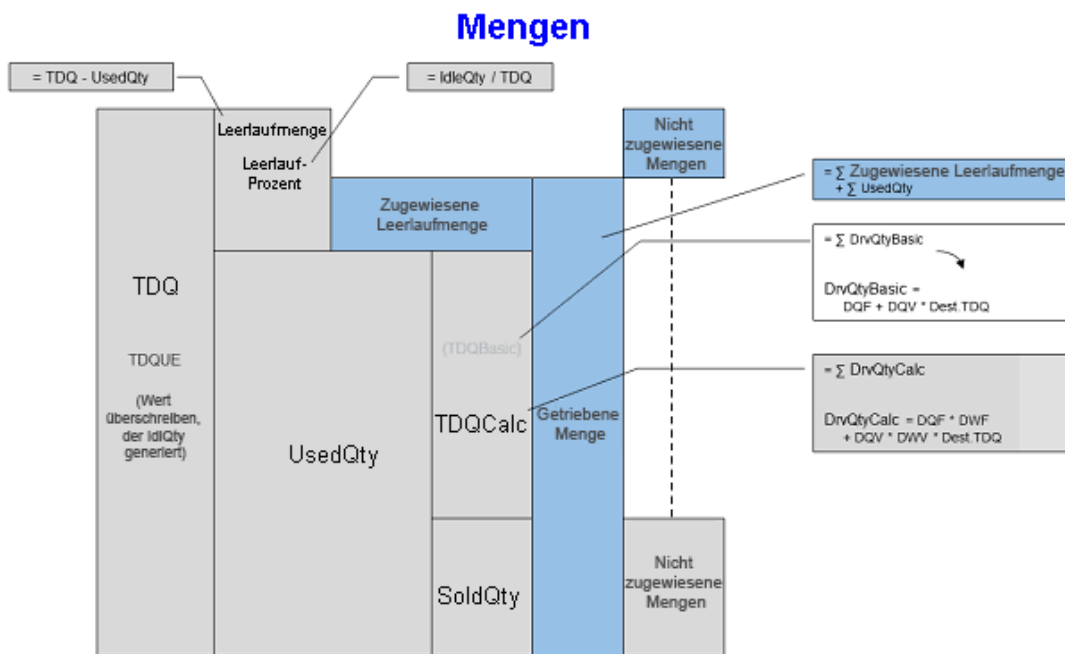 Mengen
= TDQ - UsedQty
= IdleQty / TDQ
Leerlaufmenge
Leerlauf-
Prozent
Nicht
zugewiesene
Mengen
Zugewiesene
Leerlaufmenge
= ∑ Zugewiesene Leerlaufmenge
+ ∑ UsedQty
= ∑ DrvQtyBasic
DrvQtyBasic =
DQF + DQV * Dest.TDQ
TDQ
TDQUE
(Wert
überschreiben,
der IdlQty
generiert)
UsedQty
(TDQBasic)
TDQCalc
Getriebene
Menge
= ∑ DrvQtyCalc
DrvQtyCalc = DQF * DWF
+ DQV * DWV * Dest.TDQ
SoldQty
Nicht
zugewiesene
Mengen